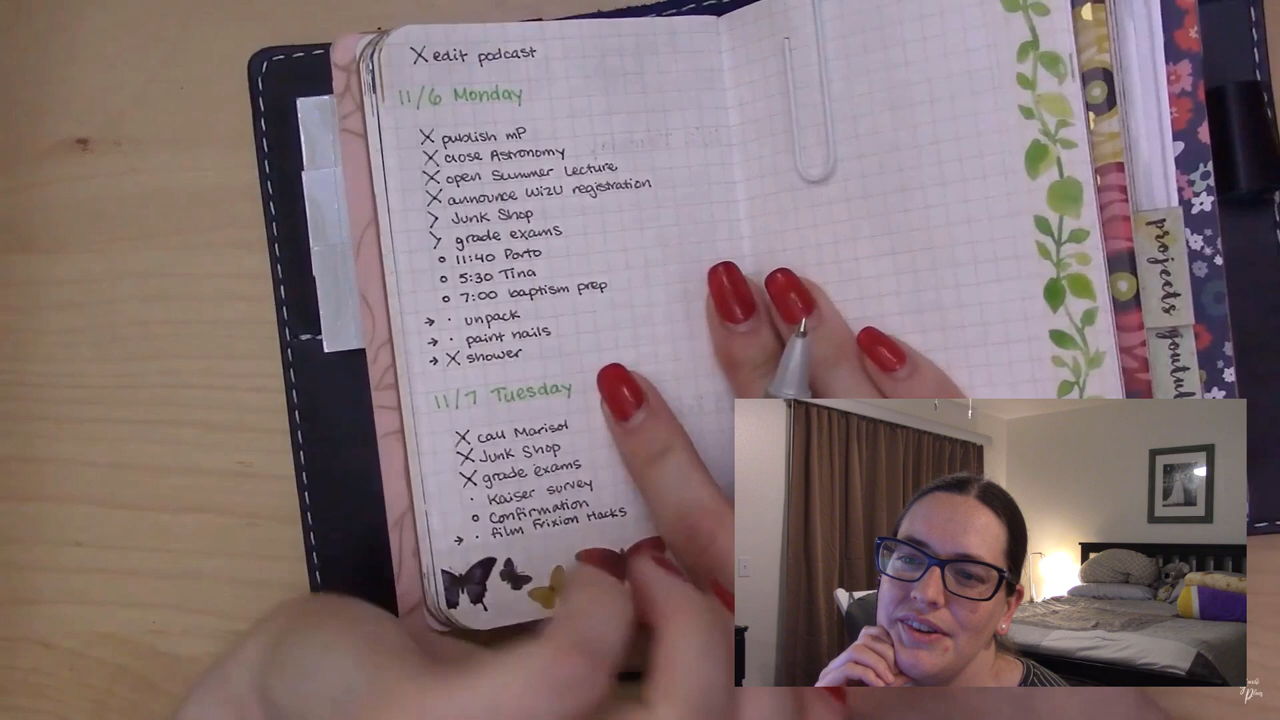 X edit podcast
11/6 Monday
X publish mP
X close Astronomy
X open Summer Lecture
X announce WizU registration
> Junk Shop
> grade exams
o 11:40 Porto
o 5:30 Tina
o 7:00 baptism prep
→ · unpack
→ · paint nails
→ X shower
11/7 Tuesday
X call Marisol
X Junk Shop
X grade exams
· Kaiser survey
o Confirmation
→ · film Frixion Hacks
projects